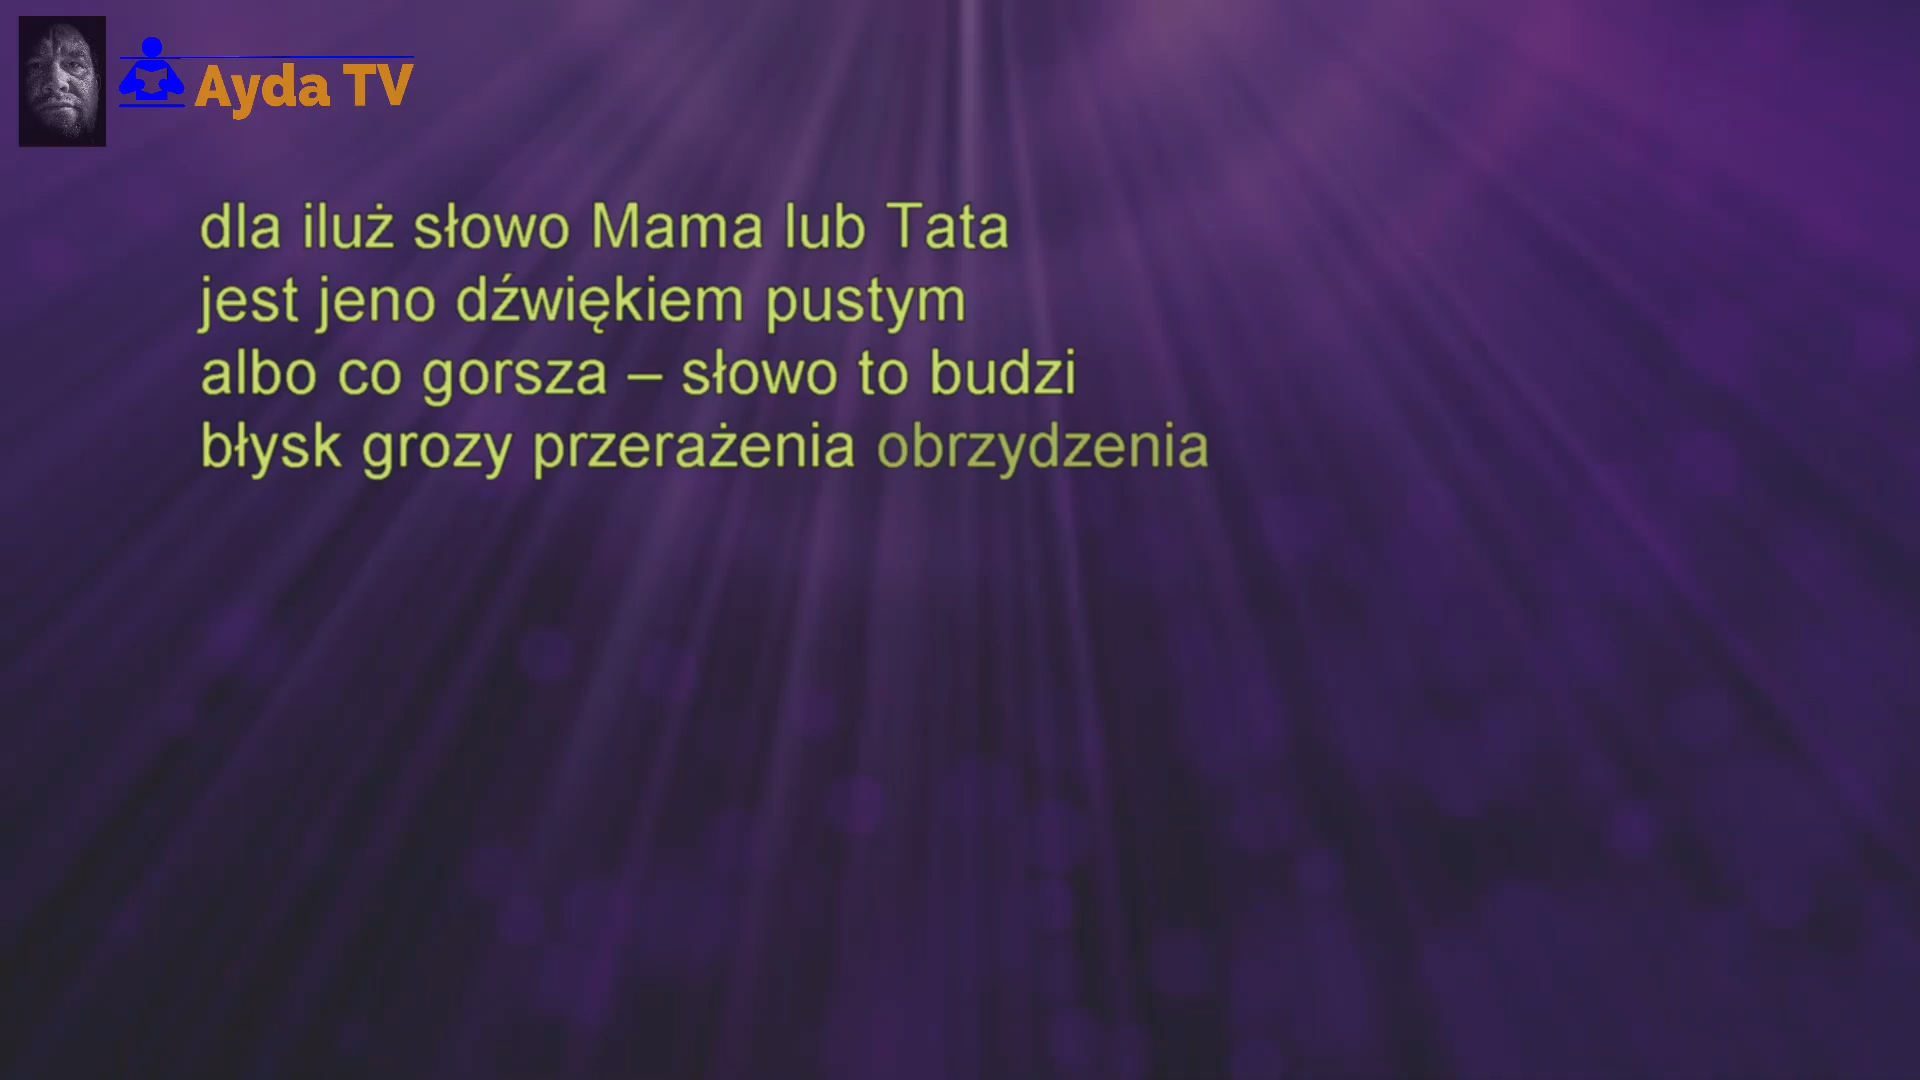 Ayda TV
dla iluż słowo Mama lub Tata
jest jeno dźwiękiem pustym
albo co gorsza – słowo to budzi
błysk grozy przerażenia obrzydzenia